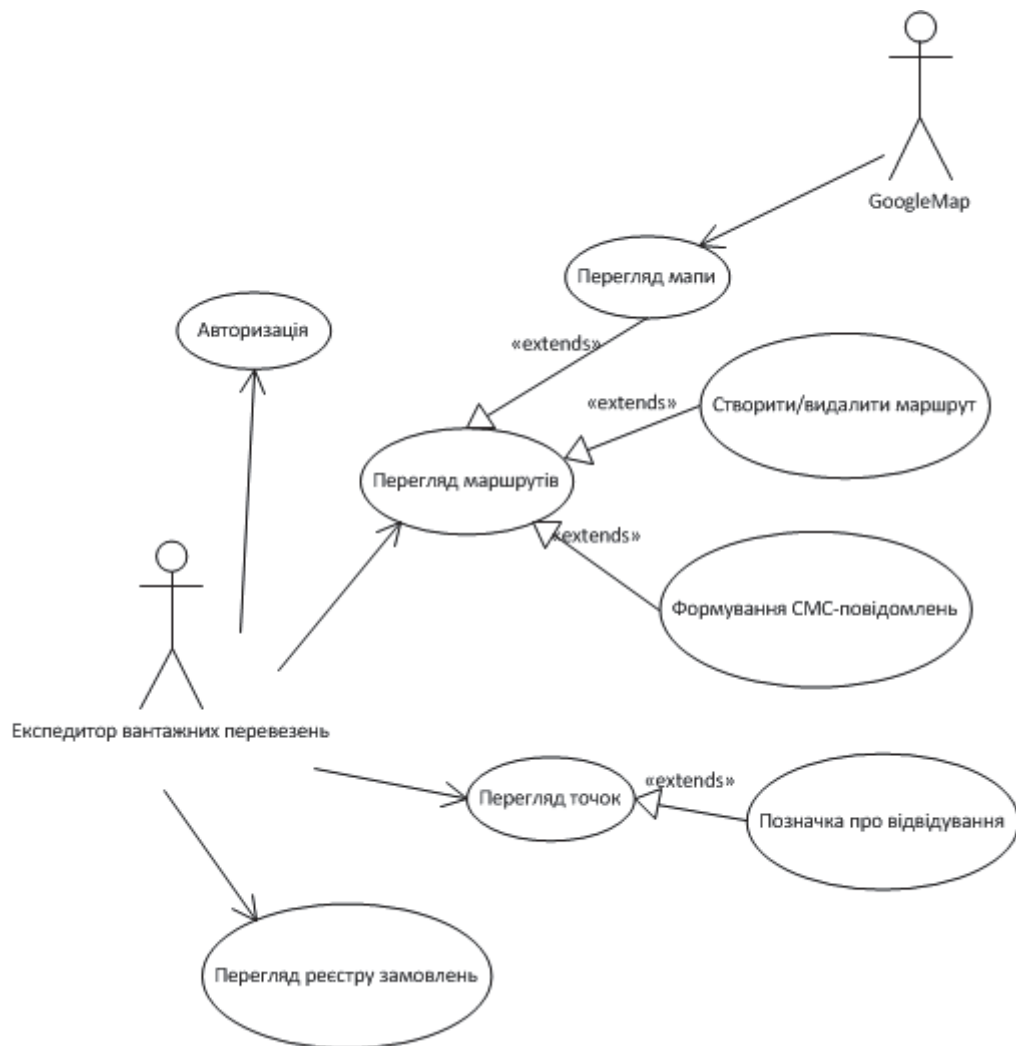 GoogleMap
Перегляд мапи
Авторизація
«extends»
«extends»
Створити/видалити маршрут
Перегляд маршрутів
«extends»
Формування СМС-повідомлень
Експедитор вантажних перевезень
«extends»
Перегляд точок
Позначка про відвідування
Перегляд реєстру замовлень